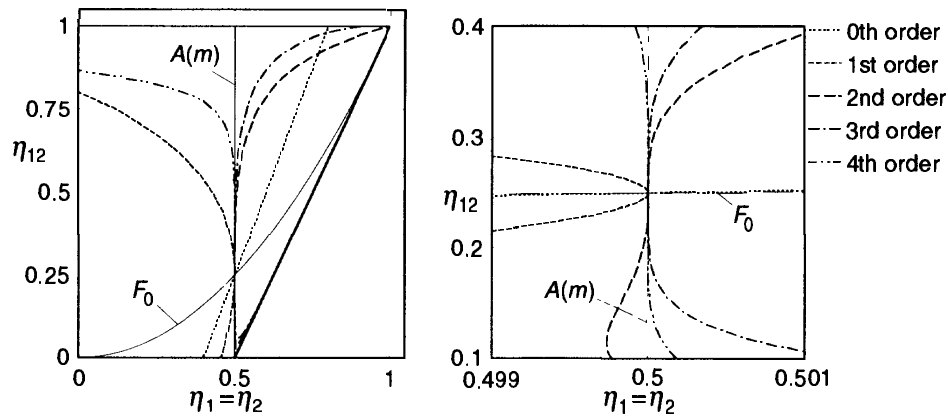 1
0.75
η12
0.5
0.25
0
A(m)
F0
0
0.5
1
η1=η2
0.4
0.3
η12
0.2
0.1
F0
A(m)
0.499
0.5
0.501
η1=η2
0th order
1st order
2nd order
3rd order
4th order